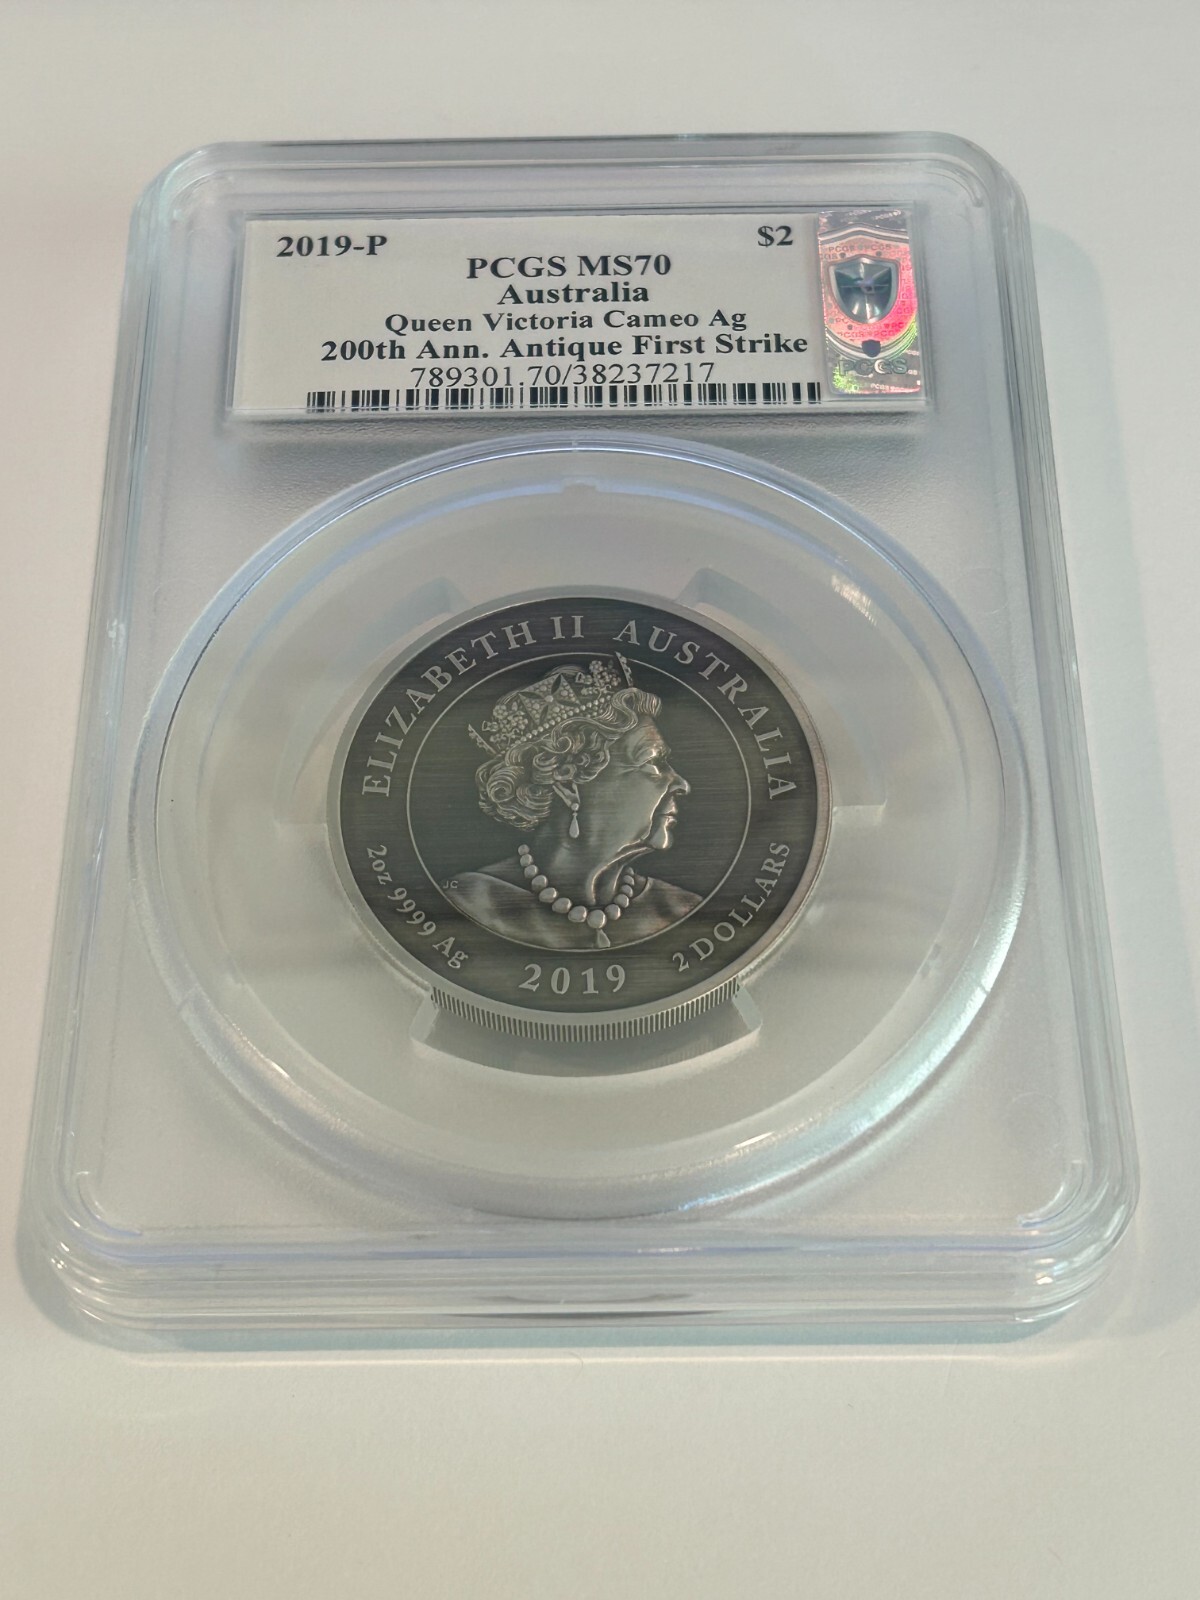 2019-P
$2
PCGS MS70
Australia
Queen Victoria Cameo Ag
200th Ann. Antique First Strike
789301.70/38237217
PCGS
ELIZABETH II AUSTRALIA
JC
2oz 9999 Ag
2019
2 DOLLARS